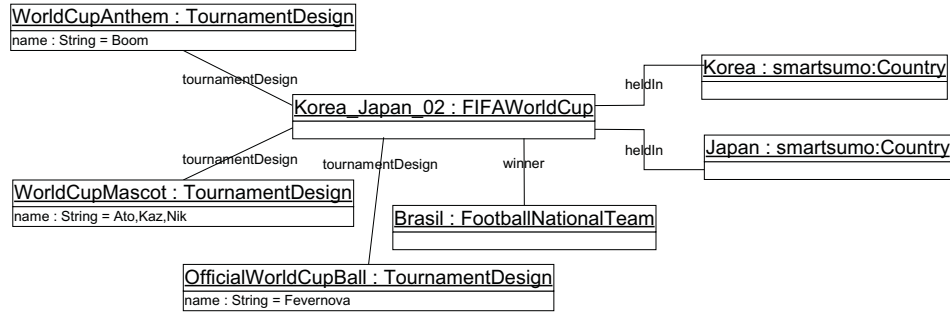 WorldCupAnthem : TournamentDesign
name : String = Boom
tournamentDesign
Korea : smartsumo:Country
heldIn
Korea_Japan_02 : FIFAWorldCup
Japan : smartsumo:Country
heldIn
tournamentDesign
tournamentDesign
winner
WorldCupMascot : TournamentDesign
name : String = Ato,Kaz,Nik
Brasil : FootballNationalTeam
OfficialWorldCupBall : TournamentDesign
name : String = Fevernova